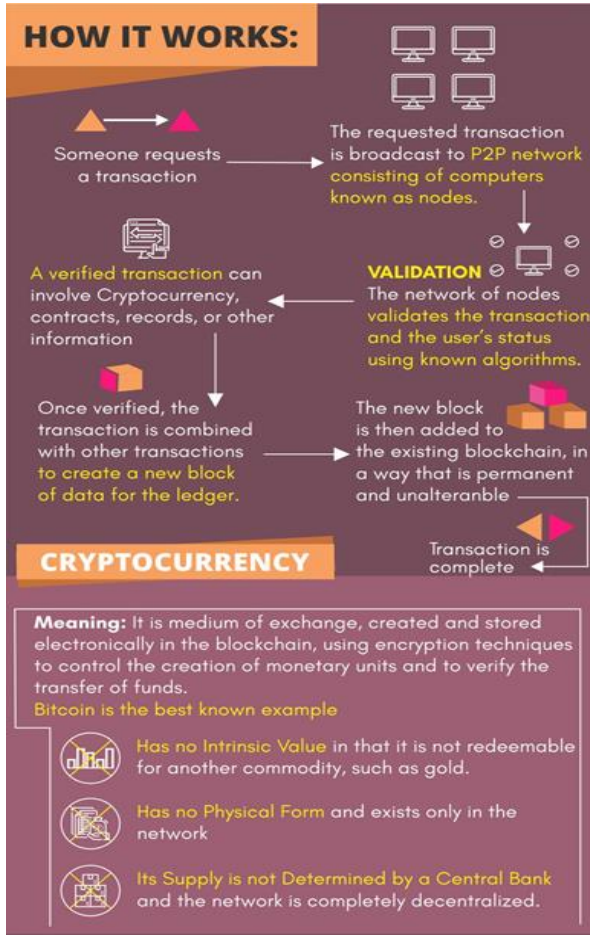 HOW IT WORKS:
Someone requests
a transaction
The requested transaction
is broadcast to P2P network
consisting of computers
known as nodes.
VALIDATION
The network of nodes
validates the transaction
and the user's status
using known algorithms.
A verified transaction can
involve Cryptocurrency,
contracts, records, or other
information
Once verified, the
transaction is combined
with other transactions
to create a new block
of data for the ledger.
The new block
is then added to
the existing blockchain, in
a way that is permanent
and unalteranble
Transaction is
complete
CRYPTOCURRENCY
Meaning: It is medium of exchange, created and stored
electronically in the blockchain, using encryption techniques
to control the creation of monetary units and to verify the
transfer of funds.
Bitcoin is the best known example
Has no Intrinsic Value in that it is not redeemable
for another commodity, such as gold.
Has no Physical Form and exists only in the
network
Its Supply is not Determined by a Central Bank
and the network is completely decentralized.